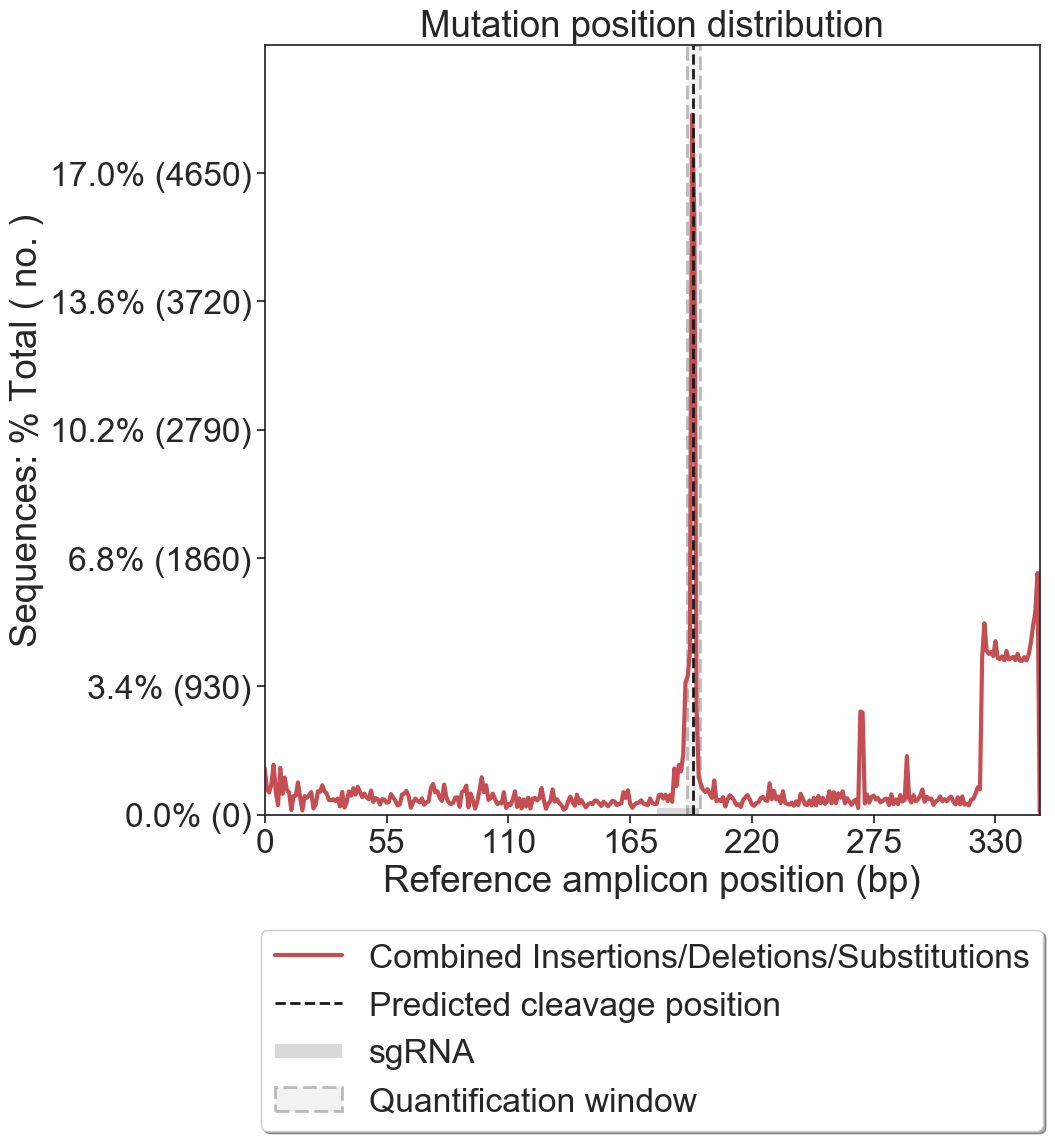 Mutation position distribution
Sequences: % Total ( no. )
17.0% (4650)
13.6% (3720)
10.2% (2790)
6.8% (1860)
3.4% (930)
0.0% (0)
0 55 110 165 220 275 330
Reference amplicon position (bp)
Combined Insertions/Deletions/Substitutions
Predicted cleavage position
sgRNA
Quantification window